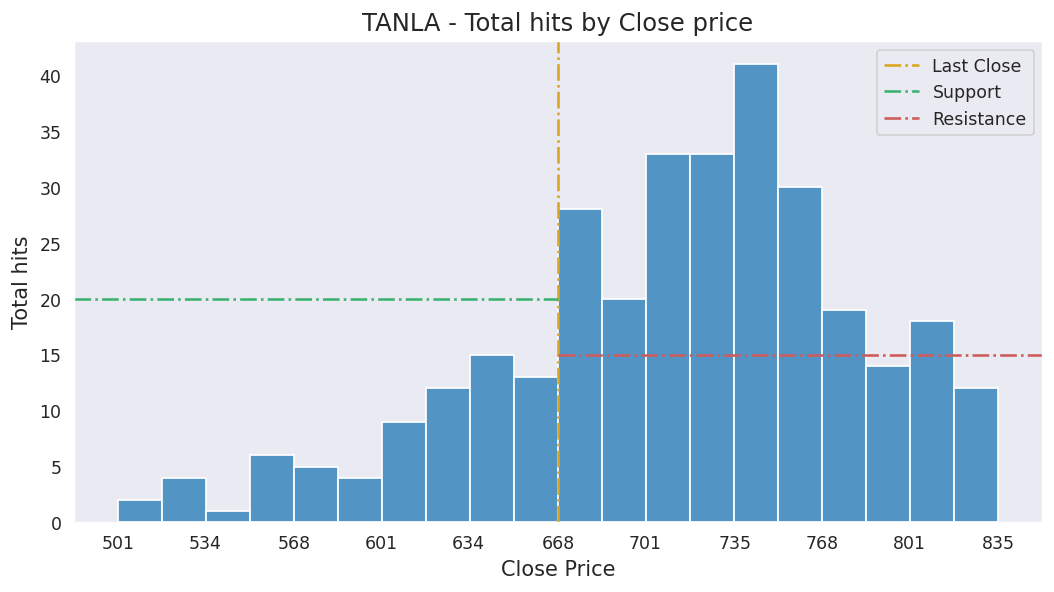 TANLA - Total hits by Close price
Last Close
Support
Resistance
Total hits
40
35
30
25
20
15
10
5
0
501 534 568 601 634 668 701 735 768 801 835
Close Price